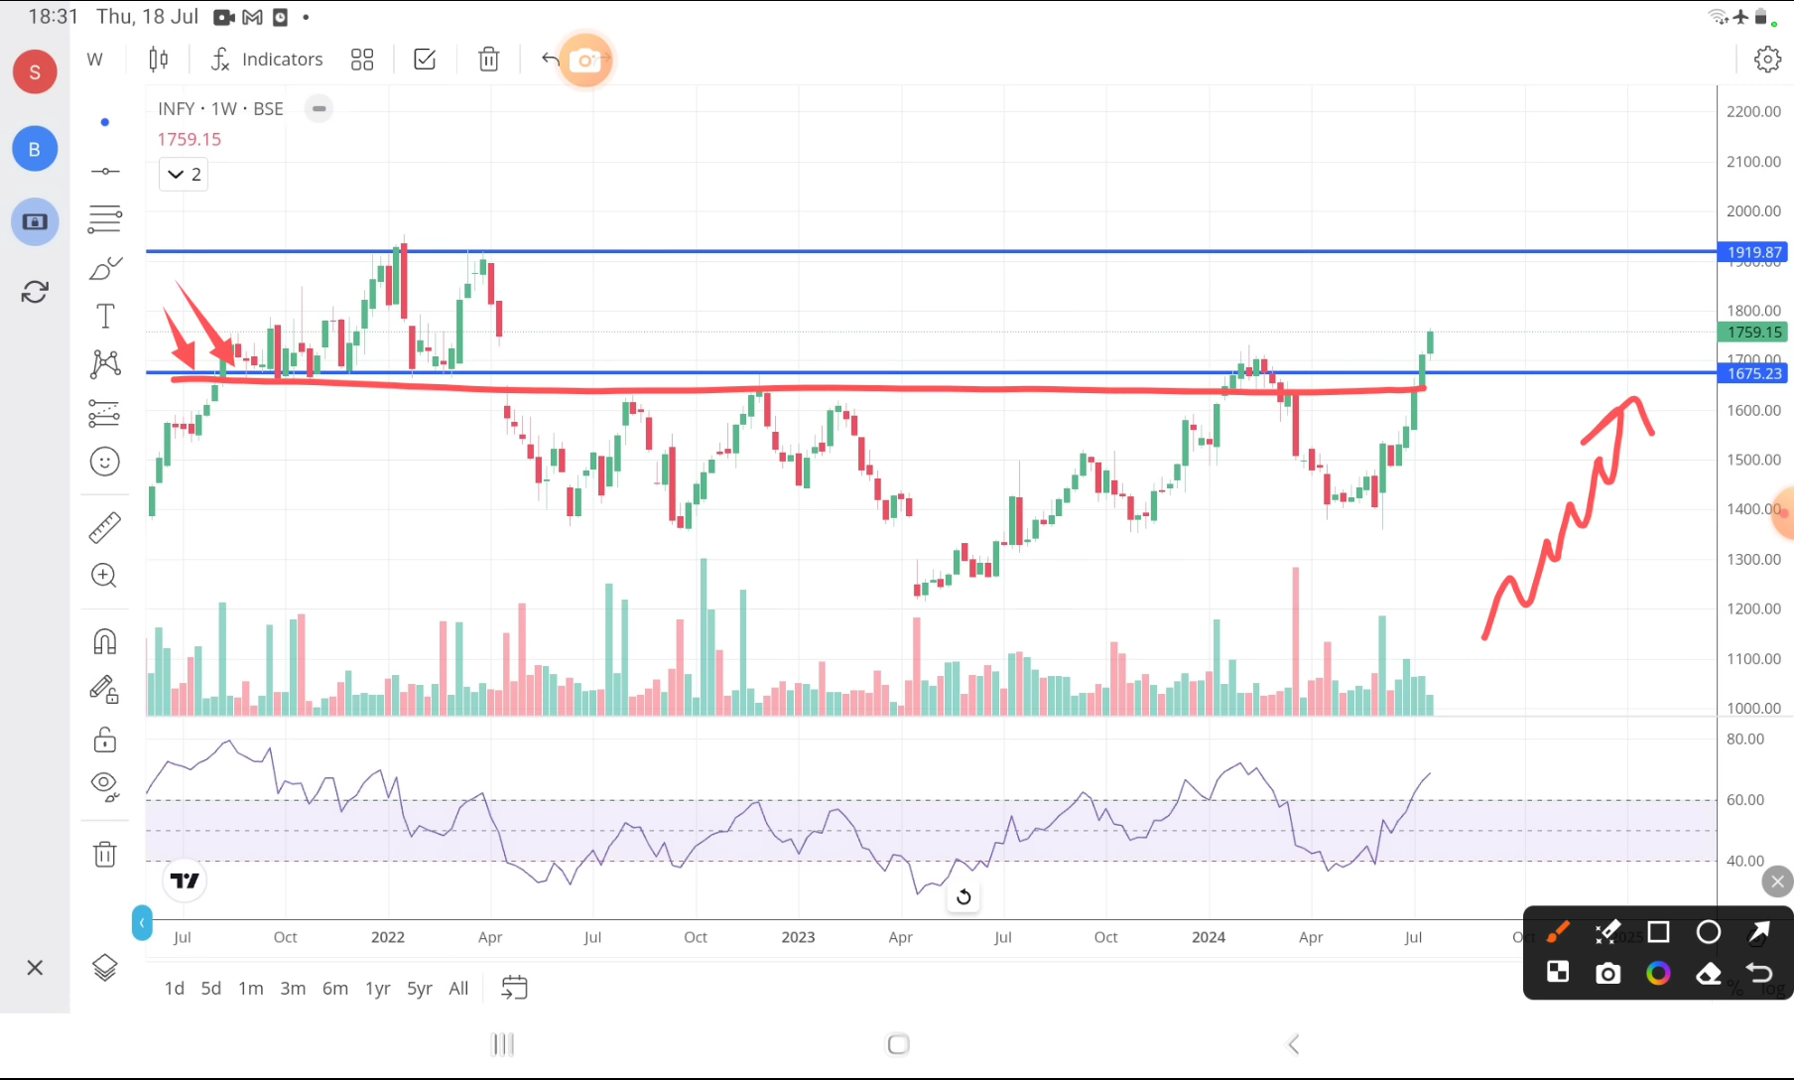 18:31 Thu, 18 Jul
S
W
Indicators
B
INFY · 1W · BSE
1759.15
2
T
2200.00
2100.00
2000.00
1919.87
1800.00
1759.15
1700.00
1675.23
1600.00
1500.00
1400.00
1300.00
1200.00
1100.00
1000.00
80.00
60.00
40.00
Jul Oct 2022 Apr Jul Oct 2023 Apr Jul Oct 2024 Apr Jul 2025
1d 5d 1m 3m 6m 1yr 5yr All % log